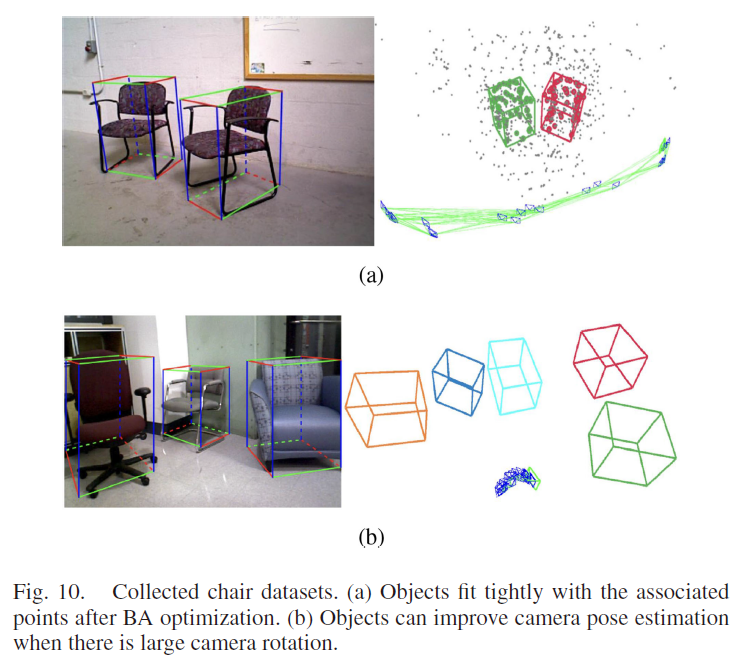 (a)
(b)
Fig. 10. Collected chair datasets. (a) Objects fit tightly with the associated
points after BA optimization. (b) Objects can improve camera pose estimation
when there is large camera rotation.